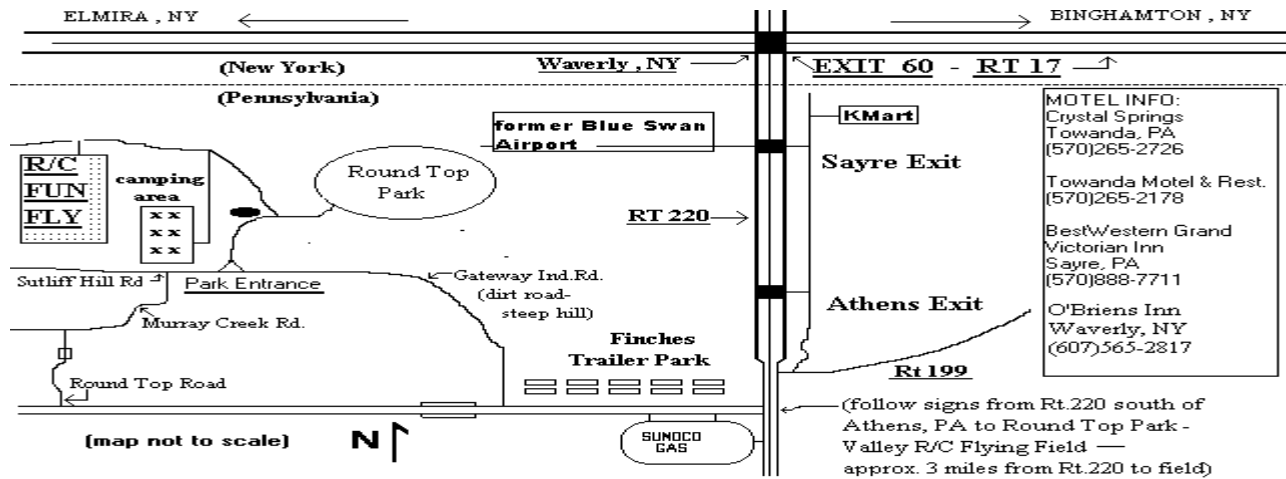 ELMIRA , NY
BINGHAMTON , NY
(New York)
Waverly , NY
EXIT 60 - RT 17
(Pennsylvania)
former Blue Swan
Airport
KMart
Sayre Exit
MOTEL INFO:
Crystal Springs
Towanda, PA
(570)265-2726
Towanda Motel & Rest.
(570)265-2178
BestWestern Grand
Victorian Inn
Sayre, PA
(570)888-7711
O'Briens Inn
Waverly, NY
(607)565-2817
R/C
FUN
FLY
camping
area
x x
x x
x x
Round Top
Park
RT 220
Sutliff Hill Rd
Park Entrance
Gateway Ind.Rd.
(dirt road-
steep hill)
Murray Creek Rd.
Athens Exit
Finches
Trailer Park
Rt 199
Round Top Road
(map not to scale)
N
SUNOCO
GAS
(follow signs from Rt.220 south of
Athens, PA to Round Top Park -
Valley R/C Flying Field —
approx. 3 miles from Rt.220 to field)